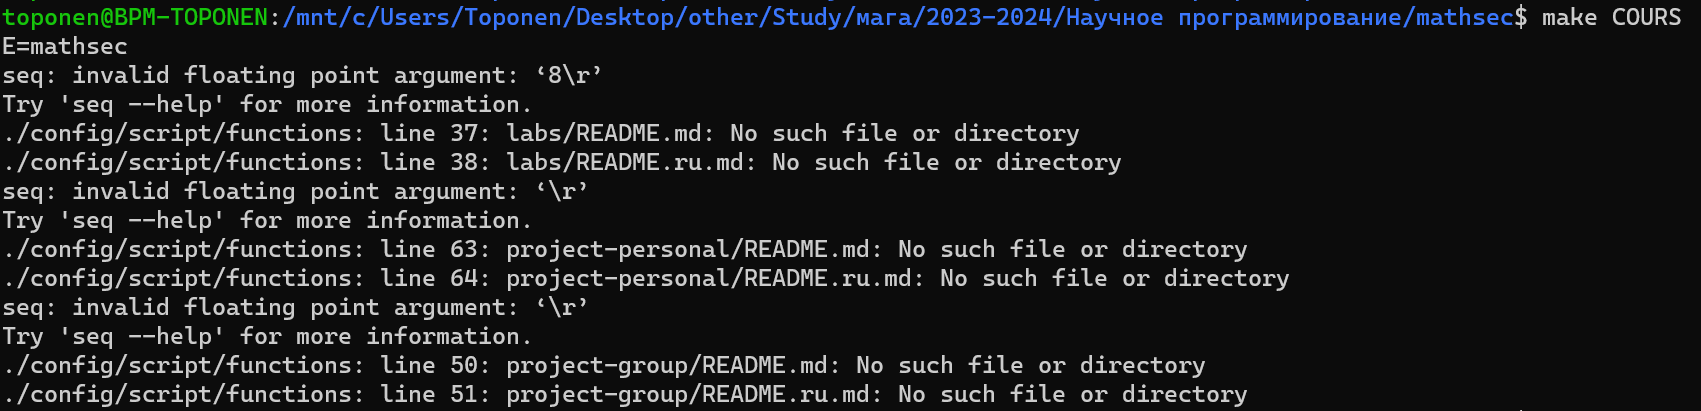 toponen@BPM-TOPONEN:/mnt/c/Users/Toponen/Desktop/other/Study/мага/2023-2024/Научное программирование/mathsec$ make COURS
E=mathsec
seq: invalid floating point argument: ‘8\r’
Try 'seq --help' for more information.
./config/script/functions: line 37: labs/README.md: No such file or directory
./config/script/functions: line 38: labs/README.ru.md: No such file or directory
seq: invalid floating point argument: ‘\r’
Try 'seq --help' for more information.
./config/script/functions: line 63: project-personal/README.md: No such file or directory
./config/script/functions: line 64: project-personal/README.ru.md: No such file or directory
seq: invalid floating point argument: ‘\r’
Try 'seq --help' for more information.
./config/script/functions: line 50: project-group/README.md: No such file or directory
./config/script/functions: line 51: project-group/README.ru.md: No such file or directory